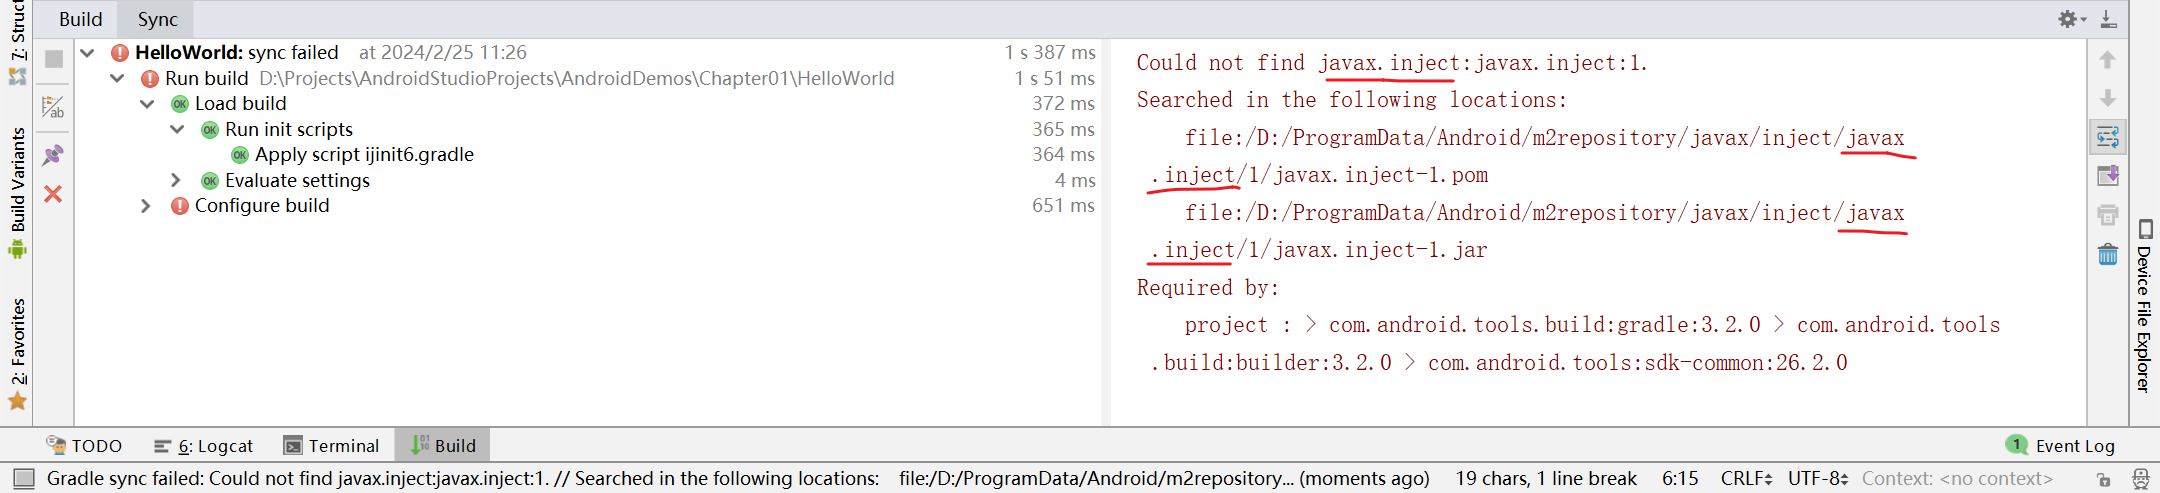 Build
Sync
7: Struct
Build Variants
2: Favorites
HelloWorld: sync failed at 2024/2/25 11:26 1 s 387 ms
Run build D:\Projects\AndroidStudioProjects\AndroidDemos\Chapter01\HelloWorld 1 s 51 ms
Load build 372 ms
Run init scripts 365 ms
Apply script ijinit6.gradle 364 ms
Evaluate settings 4 ms
Configure build 651 ms
Could not find javax.inject:javax.inject:1.
Searched in the following locations:
file:/D:/ProgramData/Android/m2repository/javax/inject/javax
.inject/1/javax.inject-1.pom
file:/D:/ProgramData/Android/m2repository/javax/inject/javax
.inject/1/javax.inject-1.jar
Required by:
project : > com.android.tools.build:gradle:3.2.0 > com.android.tools
.build:builder:3.2.0 > com.android.tools:sdk-common:26.2.0
Device File Explorer
TODO
6: Logcat
Terminal
Build
1 Event Log
Gradle sync failed: Could not find javax.inject:javax.inject:1. // Searched in the following locations: file:/D:/ProgramData/Android/m2repository... (moments ago) 19 chars, 1 line break 6:15 CRLF UTF-8 Context: <no context>